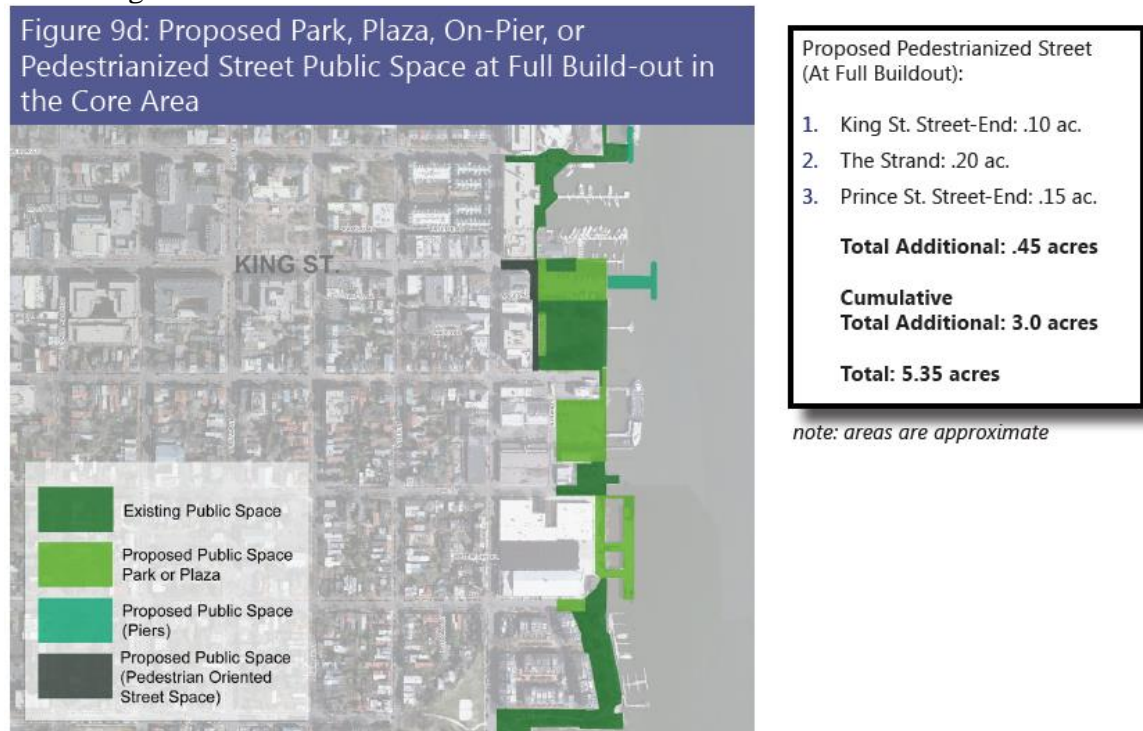 Figure 9d: Proposed Park, Plaza, On-Pier, or
Pedestrianized Street Public Space at Full Build-out in
the Core Area
KING ST.
Existing Public Space
Proposed Public Space
Park or Plaza
Proposed Public Space
(Piers)
Proposed Public Space
(Pedestrian Oriented
Street Space)
Proposed Pedestrianized Street
(At Full Buildout):
1. King St. Street-End: .10 ac.
2. The Strand: .20 ac.
3. Prince St. Street-End: .15 ac.
Total Additional: .45 acres
Cumulative
Total Additional: 3.0 acres
Total: 5.35 acres
note: areas are approximate